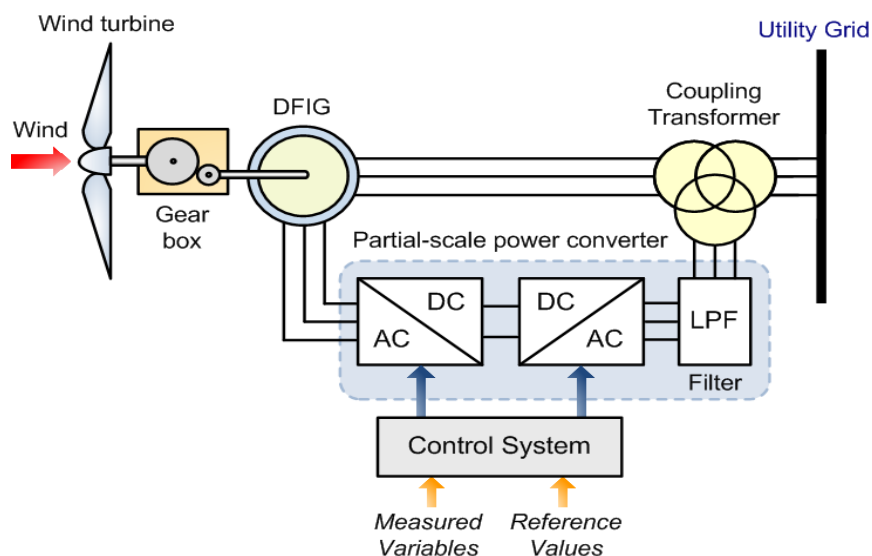 Wind turbine
Utility Grid
DFIG
Coupling
Transformer
Wind
Gear
box
Partial-scale power converter
DC
AC
DC
AC
LPF
Filter
Control System
Measured
Variables
Reference
Values